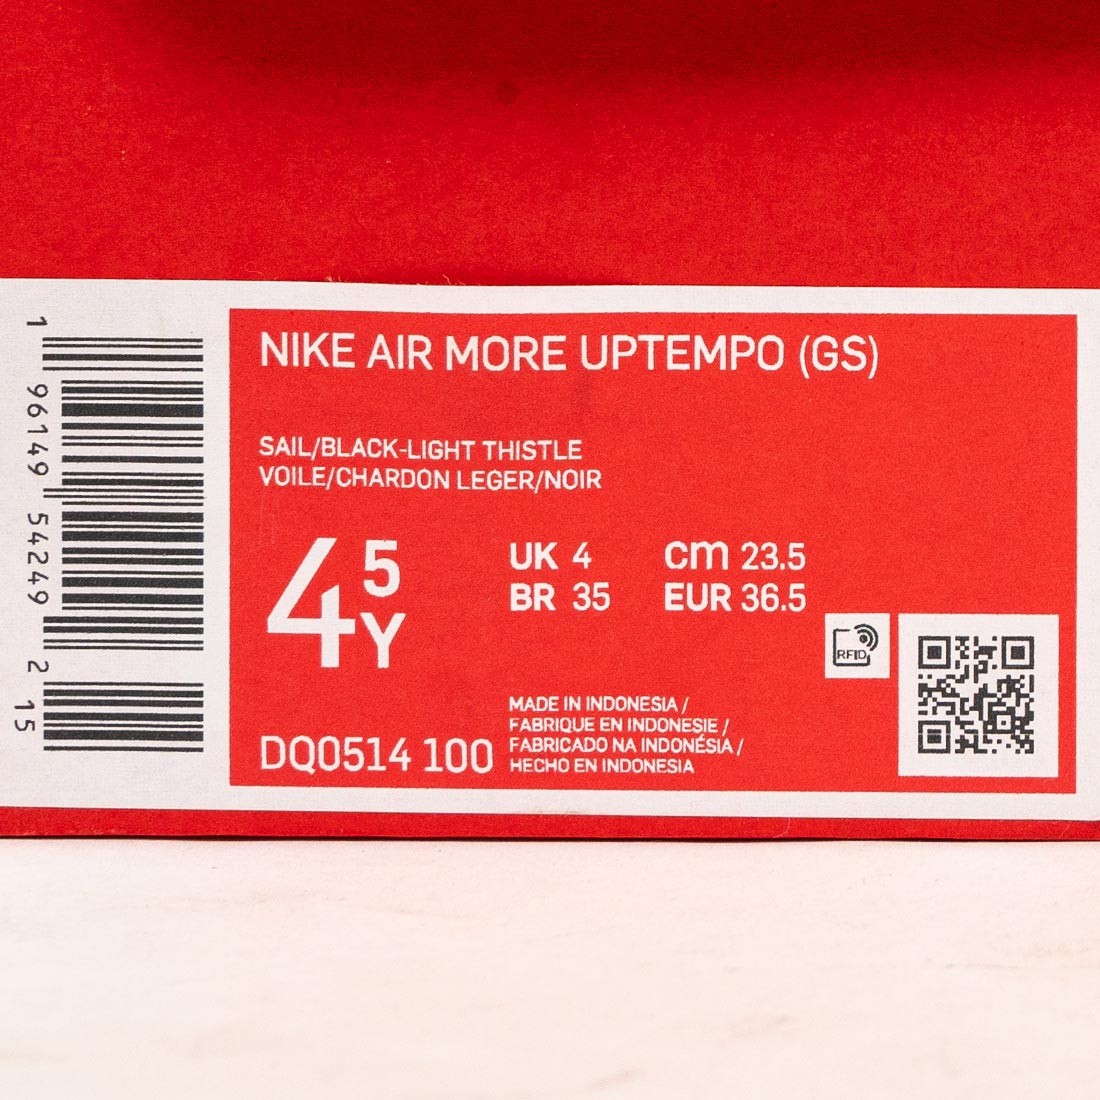 NIKE AIR MORE UPTEMPO (GS)
SAIL/BLACK-LIGHT THISTLE
VOILE/CHARDON LEGER/NOIR
4 5Y
UK 4 cm 23.5
BR 35 EUR 36.5
RFID
MADE IN INDONESIA /
FABRIQUE EN INDONESIE /
FABRICADO NA INDONÉSIA /
HECHO EN INDONESIA
DQ0514 100
1 96149 54249 2 15